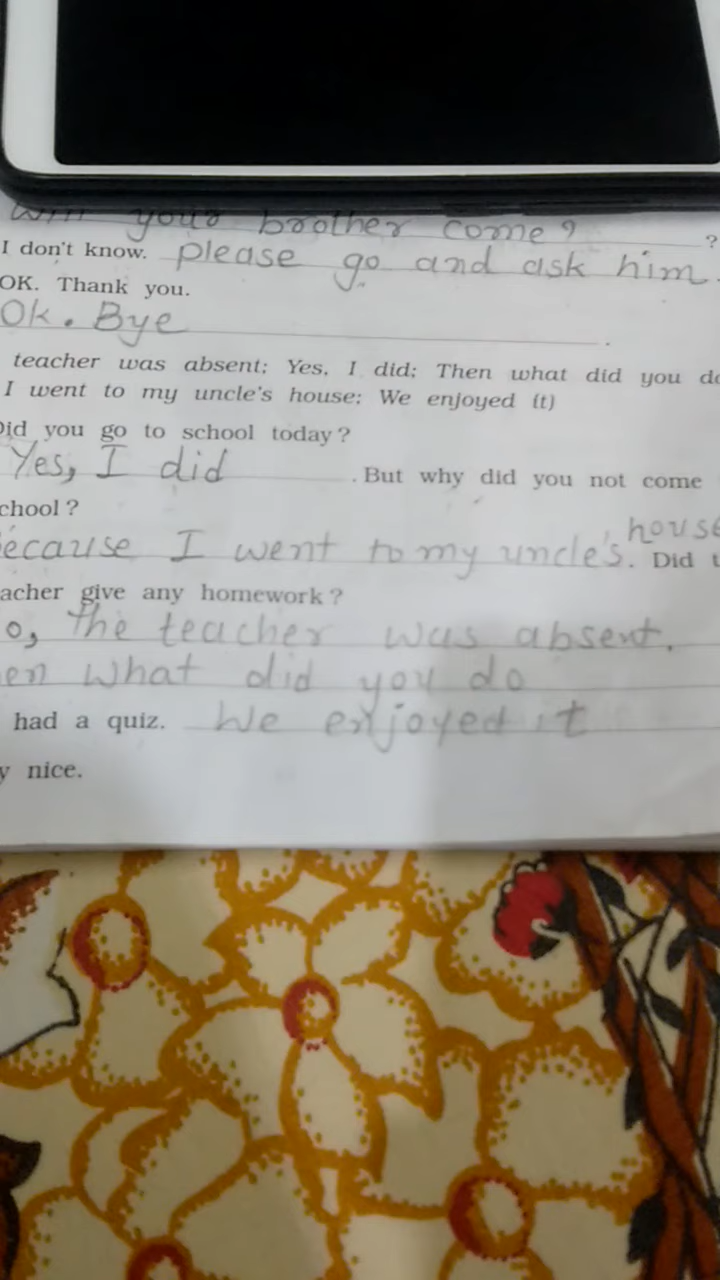 your brother come? ?
I don't know. please go and ask him.
OK. Thank you.
Ok. Bye .
teacher was absent; Yes, I did; Then what did you do
I went to my uncle's house; We enjoyed it)
Did you go to school today?
Yes, I did . But why did you not come
chool?
ecause I went to my uncle's house. Did t
acher give any homework?
o, the teacher was absent.
en what did you do
had a quiz. We enjoyed it
y nice.